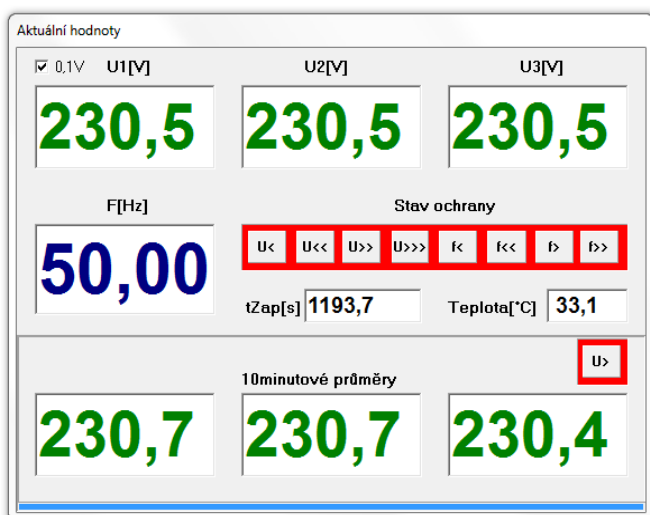 Aktuální hodnoty
0,1V U1[V] U2[V] U3[V]
230,5 230,5 230,5
F[Hz] Stav ochrany
50,00
U< U<< U>> U>>> f< f<< f> f>>
tZap[s] 1193,7 Teplota[°C] 33,1
U>
10minutové průměry
230,7 230,7 230,4